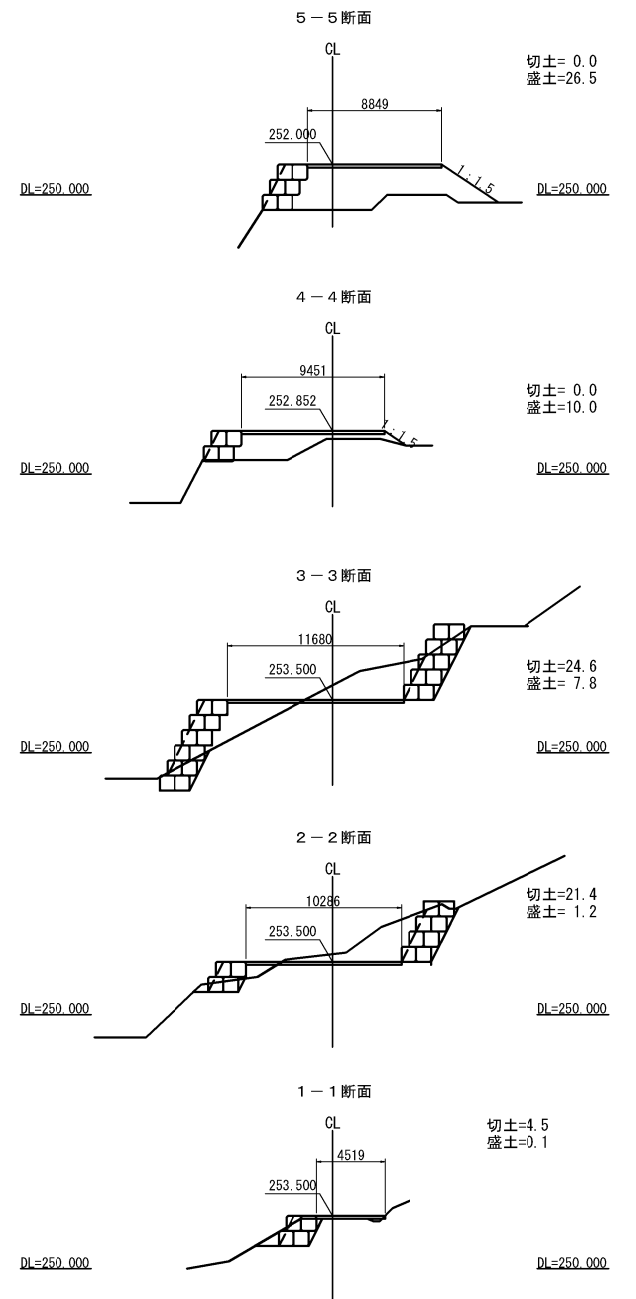 ５－５断面
CL
切土= 0.0
盛土=26.5
8849
252.000
1:1.5
DL=250.000
DL=250.000
４－４断面
CL
9451
切土= 0.0
盛土=10.0
252.852
1:1.5
DL=250.000
DL=250.000
３－３断面
CL
11680
切土=24.6
盛土= 7.8
253.500
DL=250.000
DL=250.000
２－２断面
CL
切土=21.4
盛土= 1.2
10286
253.500
DL=250.000
DL=250.000
１－１断面
CL
切土=4.5
盛土=0.1
4519
253.500
DL=250.000
DL=250.000